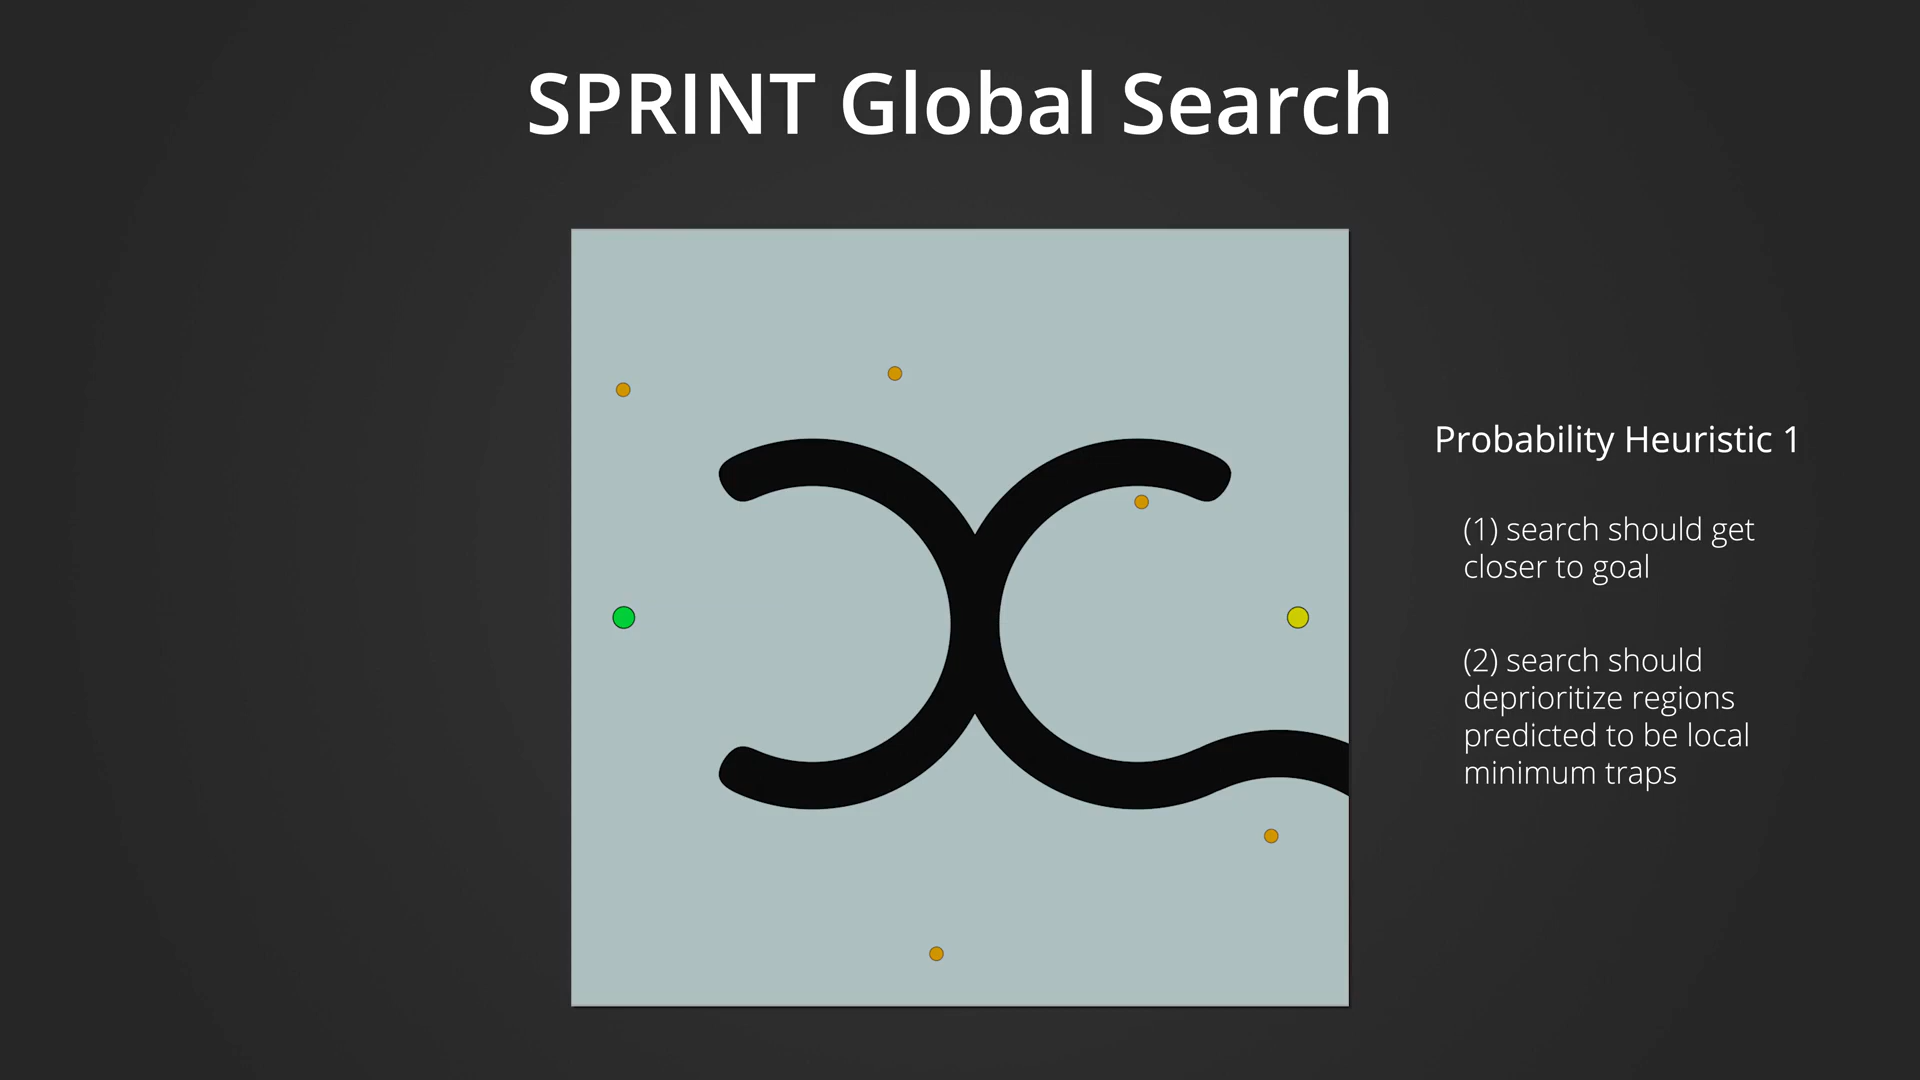 SPRINT Global Search
Probability Heuristic 1
(1) search should get
closer to goal
(2) search should
deprioritize regions
predicted to be local
minimum traps